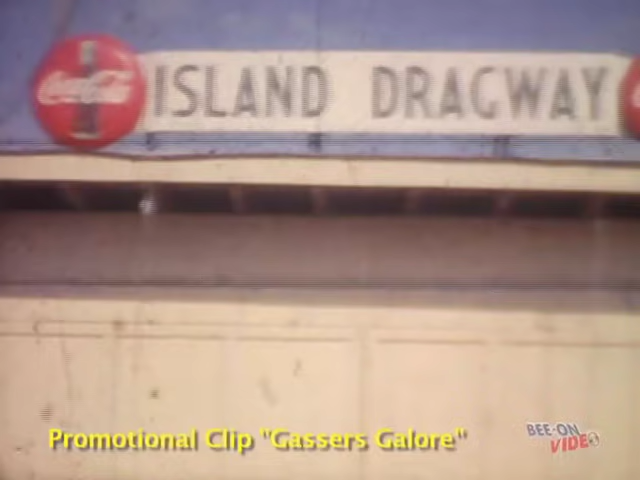 Coca-Cola ISLAND DRAGWAY
Promotional Clip "Gassers Galore"
BEE-ON
VIDEO